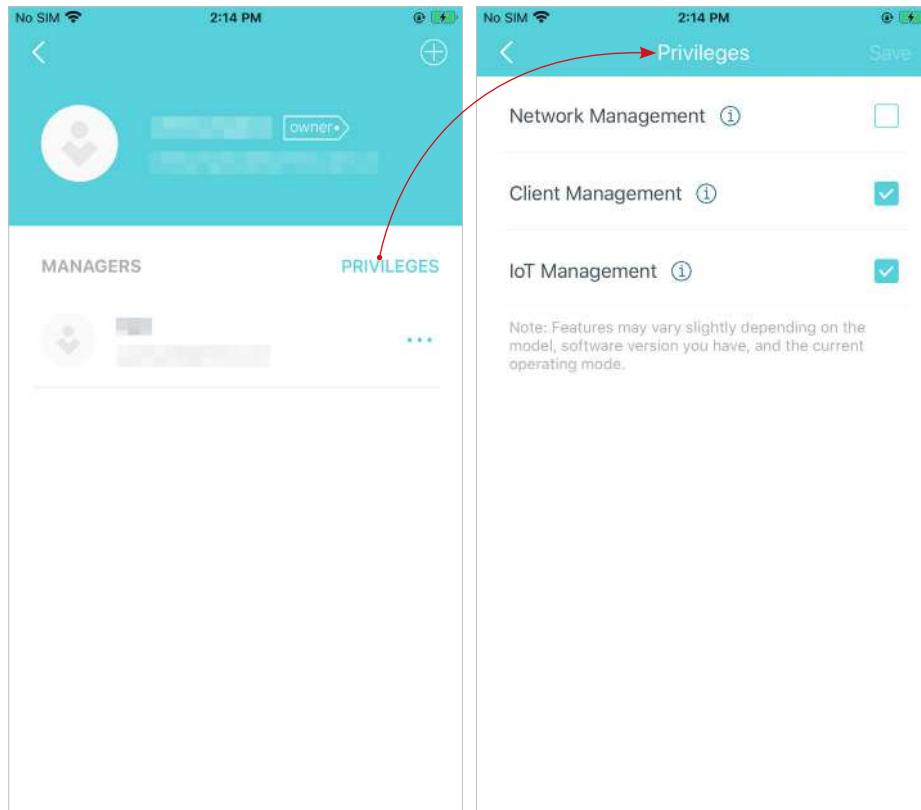 No SIM 2:14 PM
owner
MANAGERS PRIVILEGES
No SIM 2:14 PM
Privileges Save
Network Management
Client Management
IoT Management
Note: Features may vary slightly depending on the
model, software version you have, and the current
operating mode.